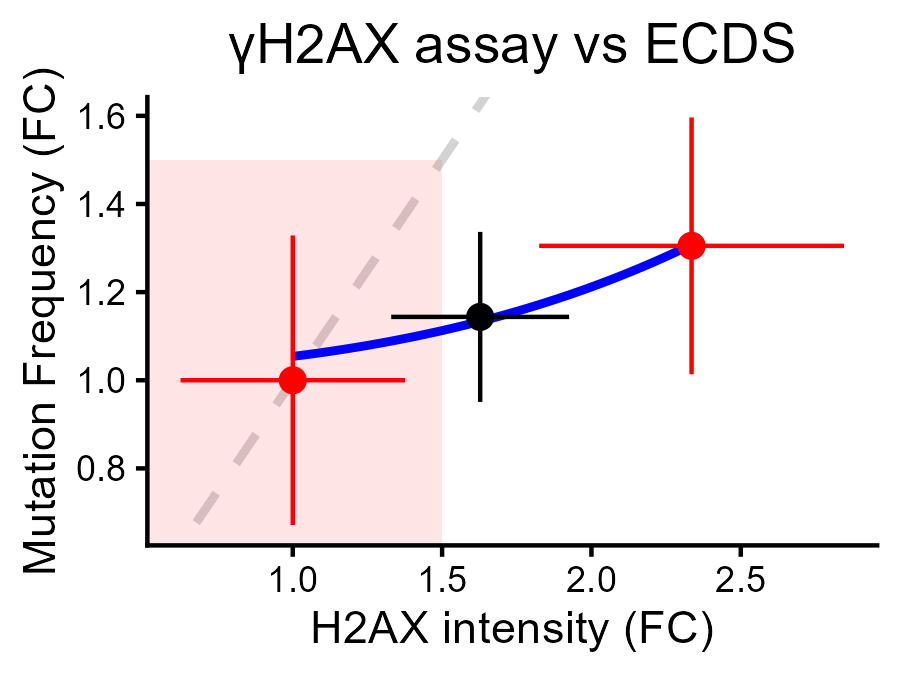 γH2AX assay vs ECDS
Mutation Frequency (FC)
1.6
1.4
1.2
1.0
0.8
1.0 1.5 2.0 2.5
H2AX intensity (FC)